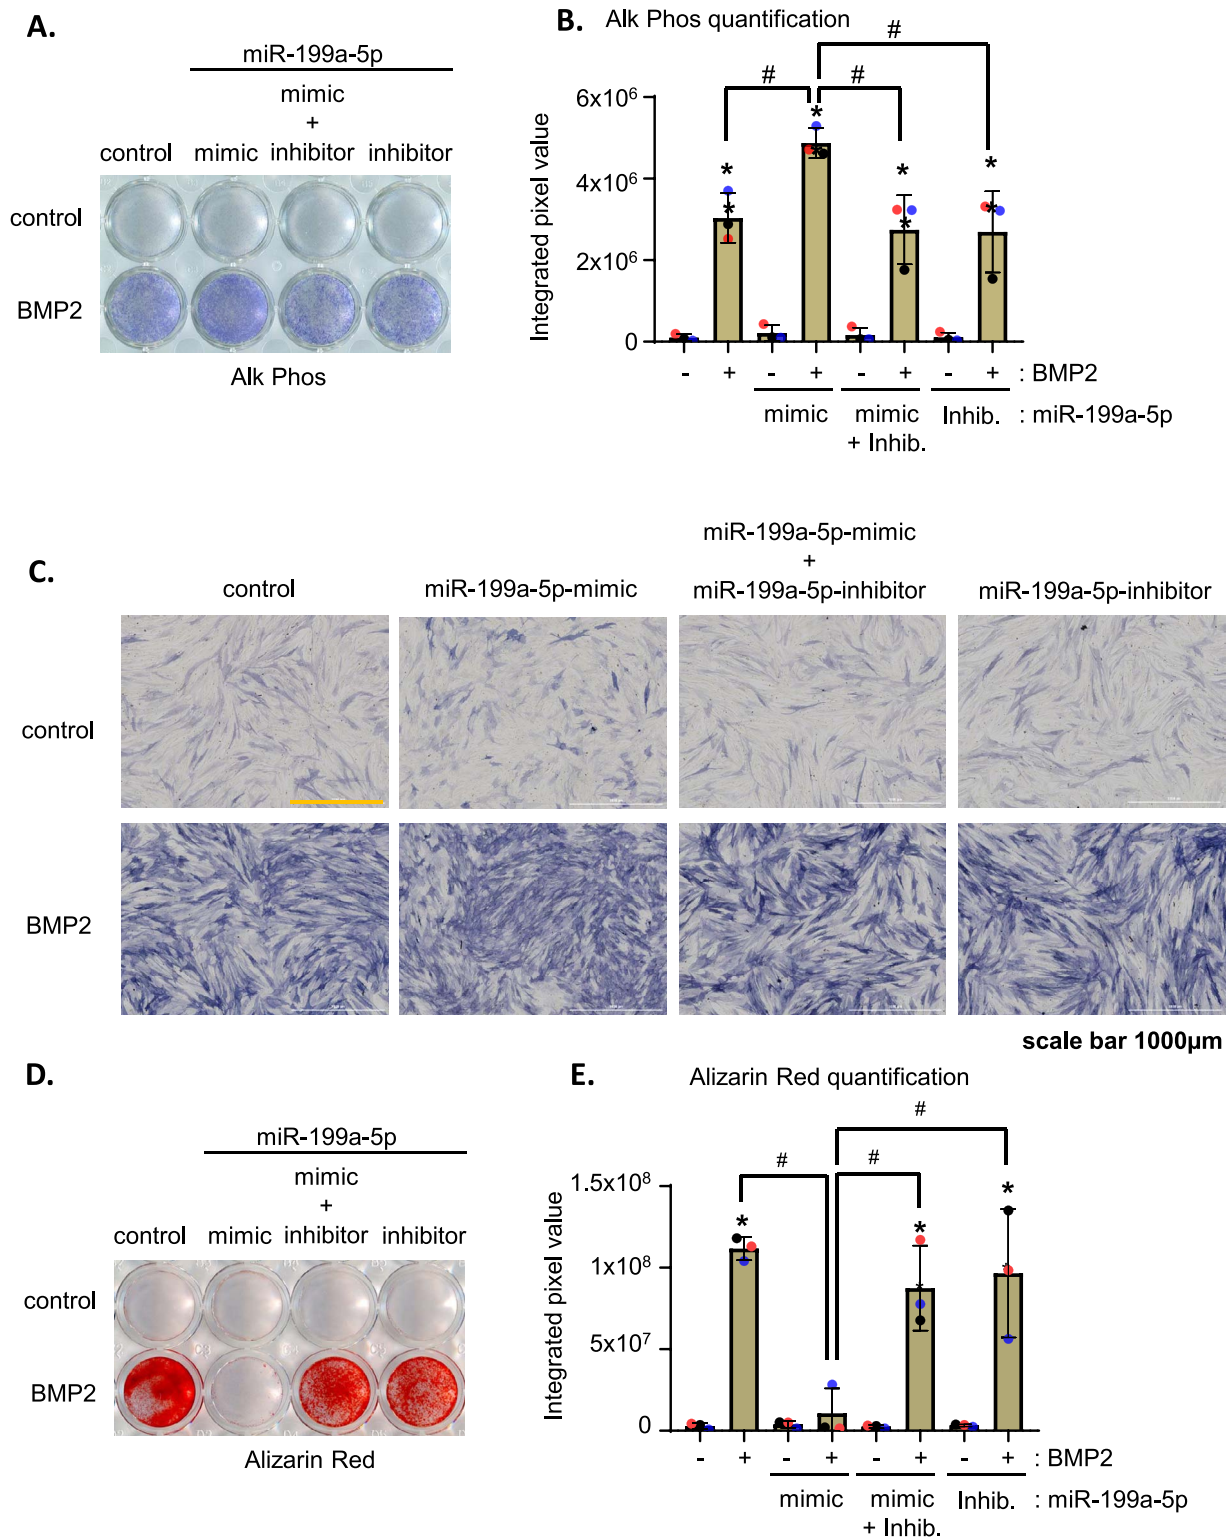 A.
miR-199a-5p
mimic
+
control mimic inhibitor inhibitor
control
BMP2
Alk Phos
B. Alk Phos quantification
#
# #
Integrated pixel value
6x10⁶
4x10⁶
2x10⁶
0
* * * *
* * * *
- + - + - + - + : BMP2
mimic mimic + Inhib. Inhib. : miR-199a-5p
C.
control
miR-199a-5p-mimic
miR-199a-5p-mimic
+
miR-199a-5p-inhibitor
miR-199a-5p-inhibitor
control
BMP2
scale bar 1000µm
D.
miR-199a-5p
mimic
+
control mimic inhibitor inhibitor
control
BMP2
Alizarin Red
E. Alizarin Red quantification
#
# #
Integrated pixel value
1.5x10⁸
1x10⁸
5x10⁷
0
* * *
- + - + - + - + : BMP2
mimic mimic + Inhib. Inhib. : miR-199a-5p